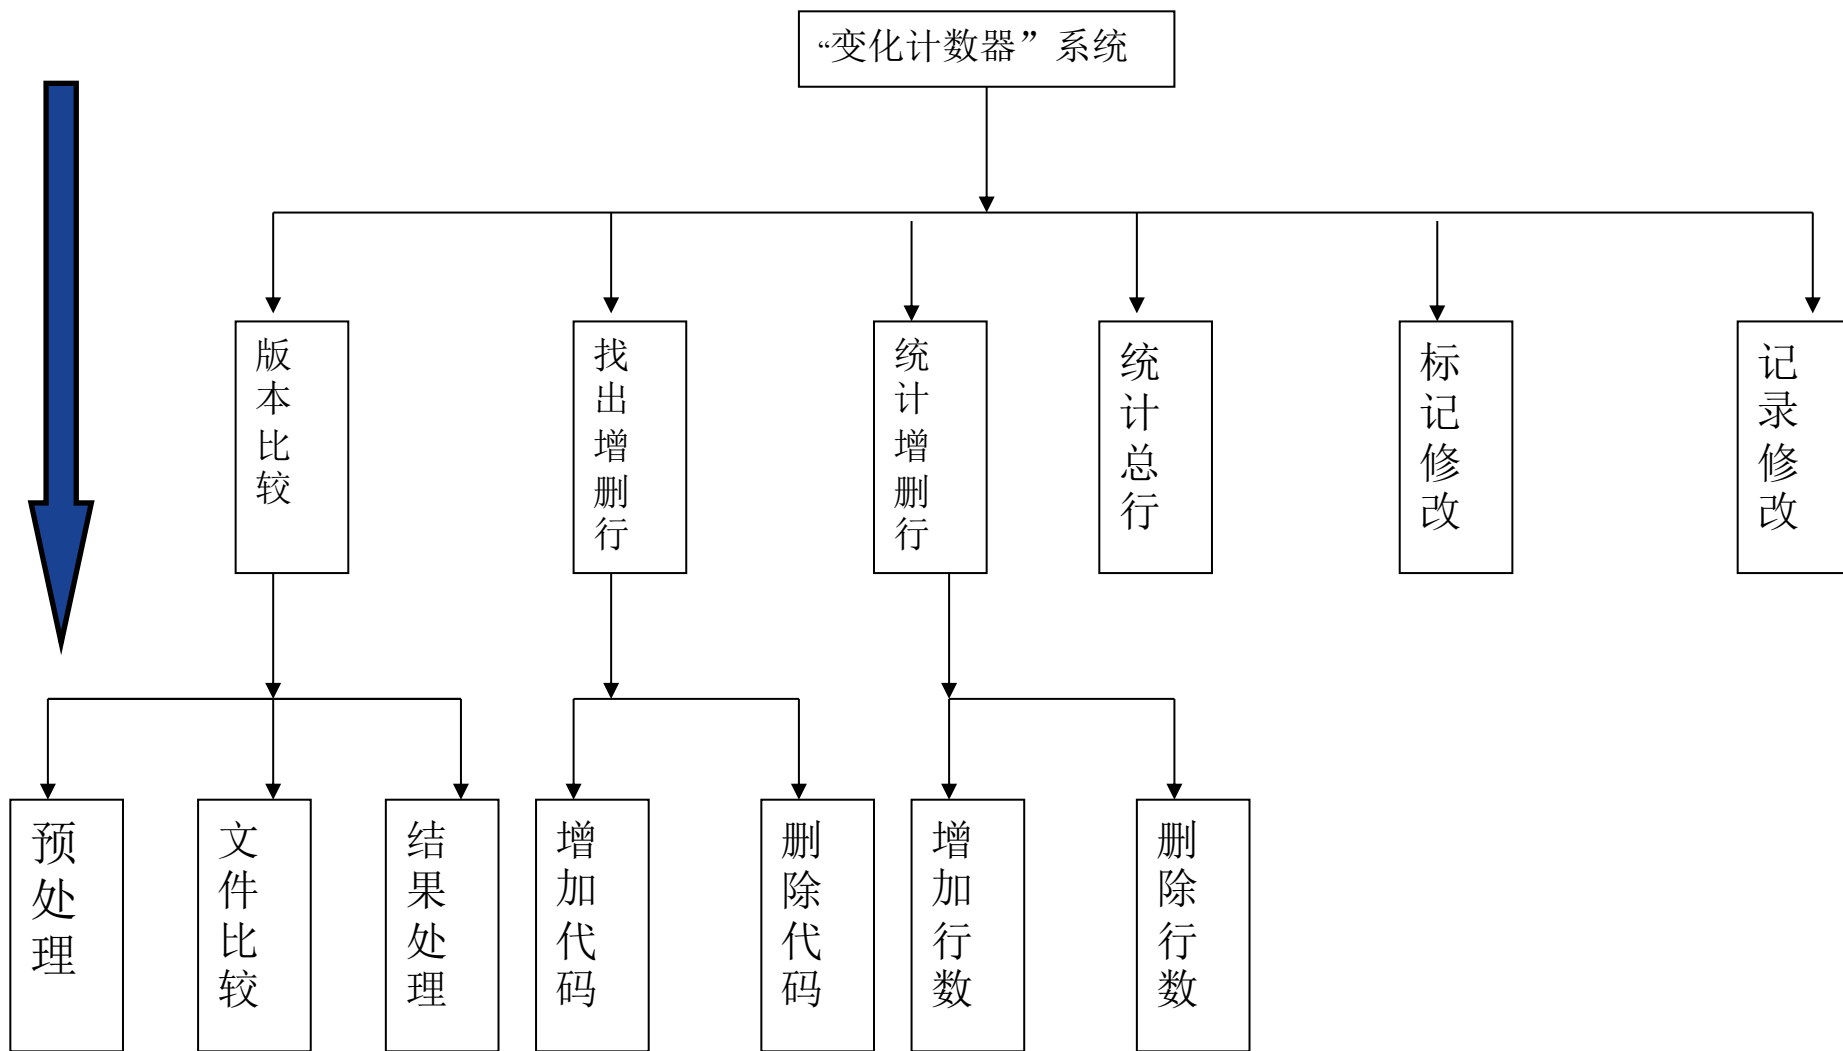 “变化计数器”系统
版本比较
找出增删行
统计增删行
统计总行
标记修改
记录修改
预处理
文件比较
结果处理
增加代码
删除代码
增加行数
删除行数